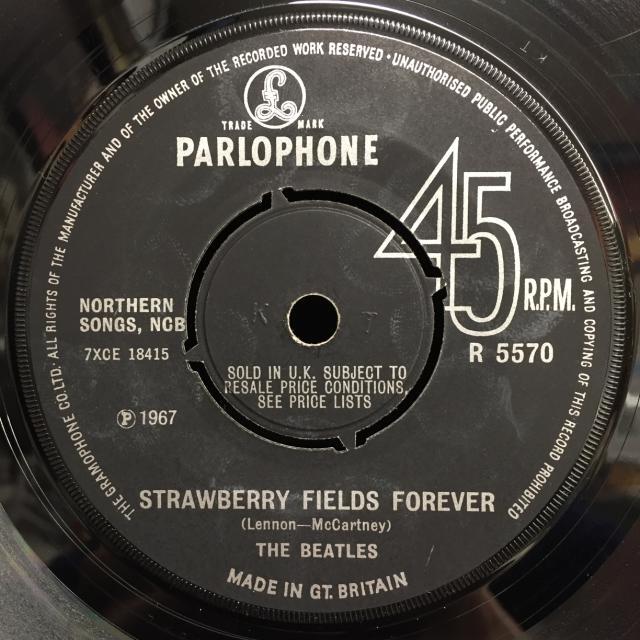 THE GRAMOPHONE CO. LTD. ALL RIGHTS OF THE MANUFACTURER AND OF THE OWNER OF THE RECORDED WORK RESERVED · UNAUTHORISED PUBLIC PERFORMANCE BROADCASTING AND COPYING OF THIS RECORD PROHIBITED
£
TRADE MARK
PARLOPHONE
45 R.P.M.
NORTHERN
SONGS, NCB
7XCE 18415
R 5570
K T
SOLD IN U.K. SUBJECT TO
RESALE PRICE CONDITIONS,
SEE PRICE LISTS
℗ 1967
STRAWBERRY FIELDS FOREVER
(Lennon—McCartney)
THE BEATLES
MADE IN GT. BRITAIN
KT